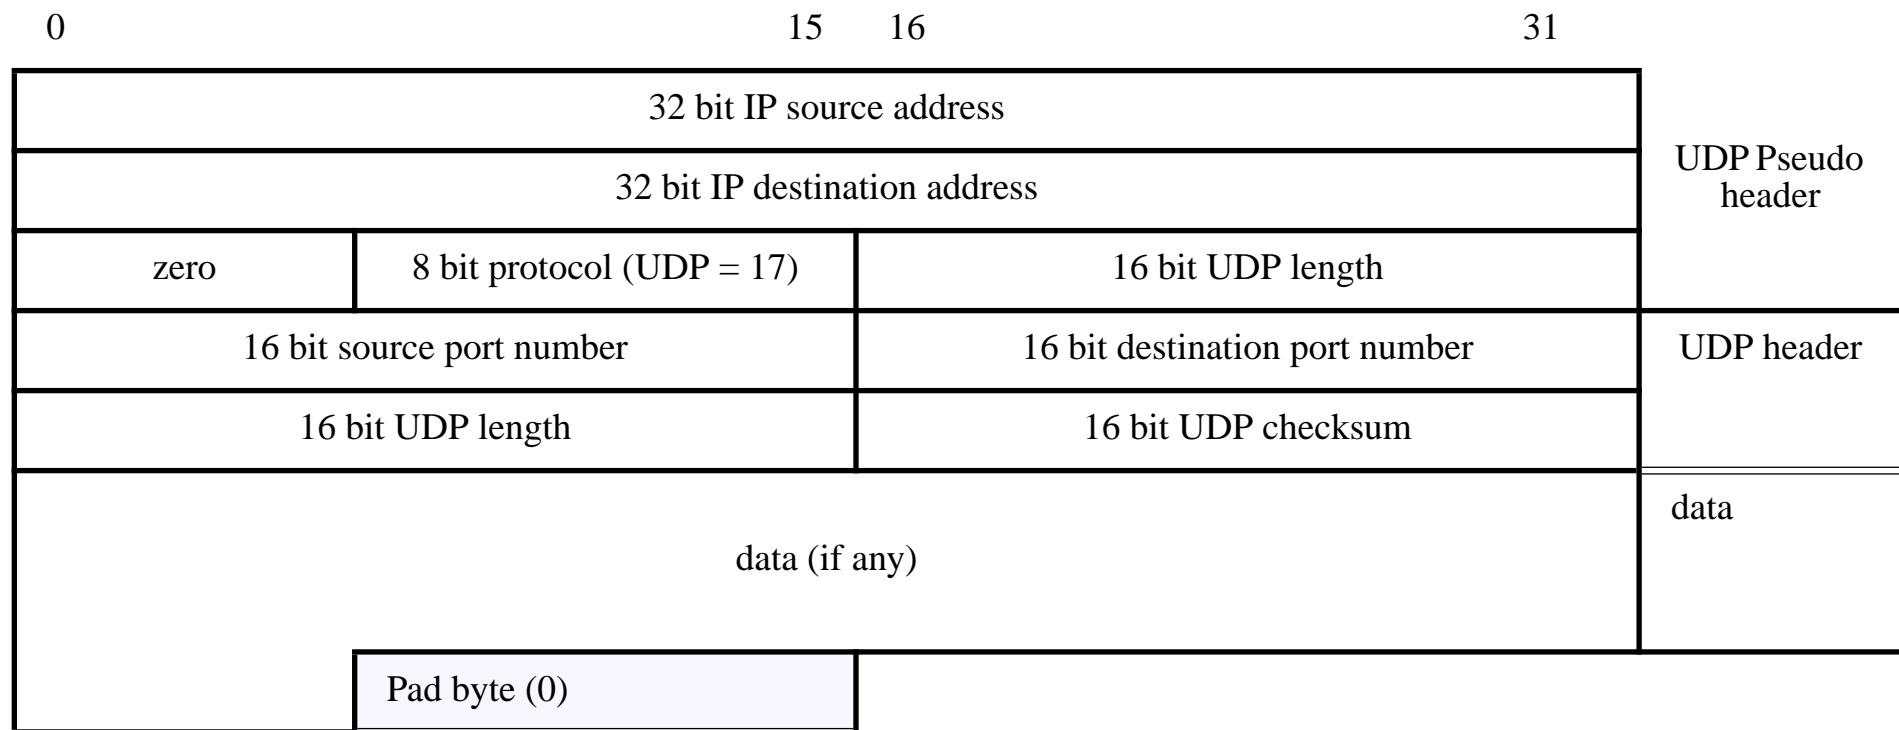 0 15 16 31
32 bit IP source address
32 bit IP destination address
UDP Pseudo
header
zero 8 bit protocol (UDP = 17) 16 bit UDP length
16 bit source port number 16 bit destination port number UDP header
16 bit UDP length 16 bit UDP checksum
data
data (if any)
Pad byte (0)